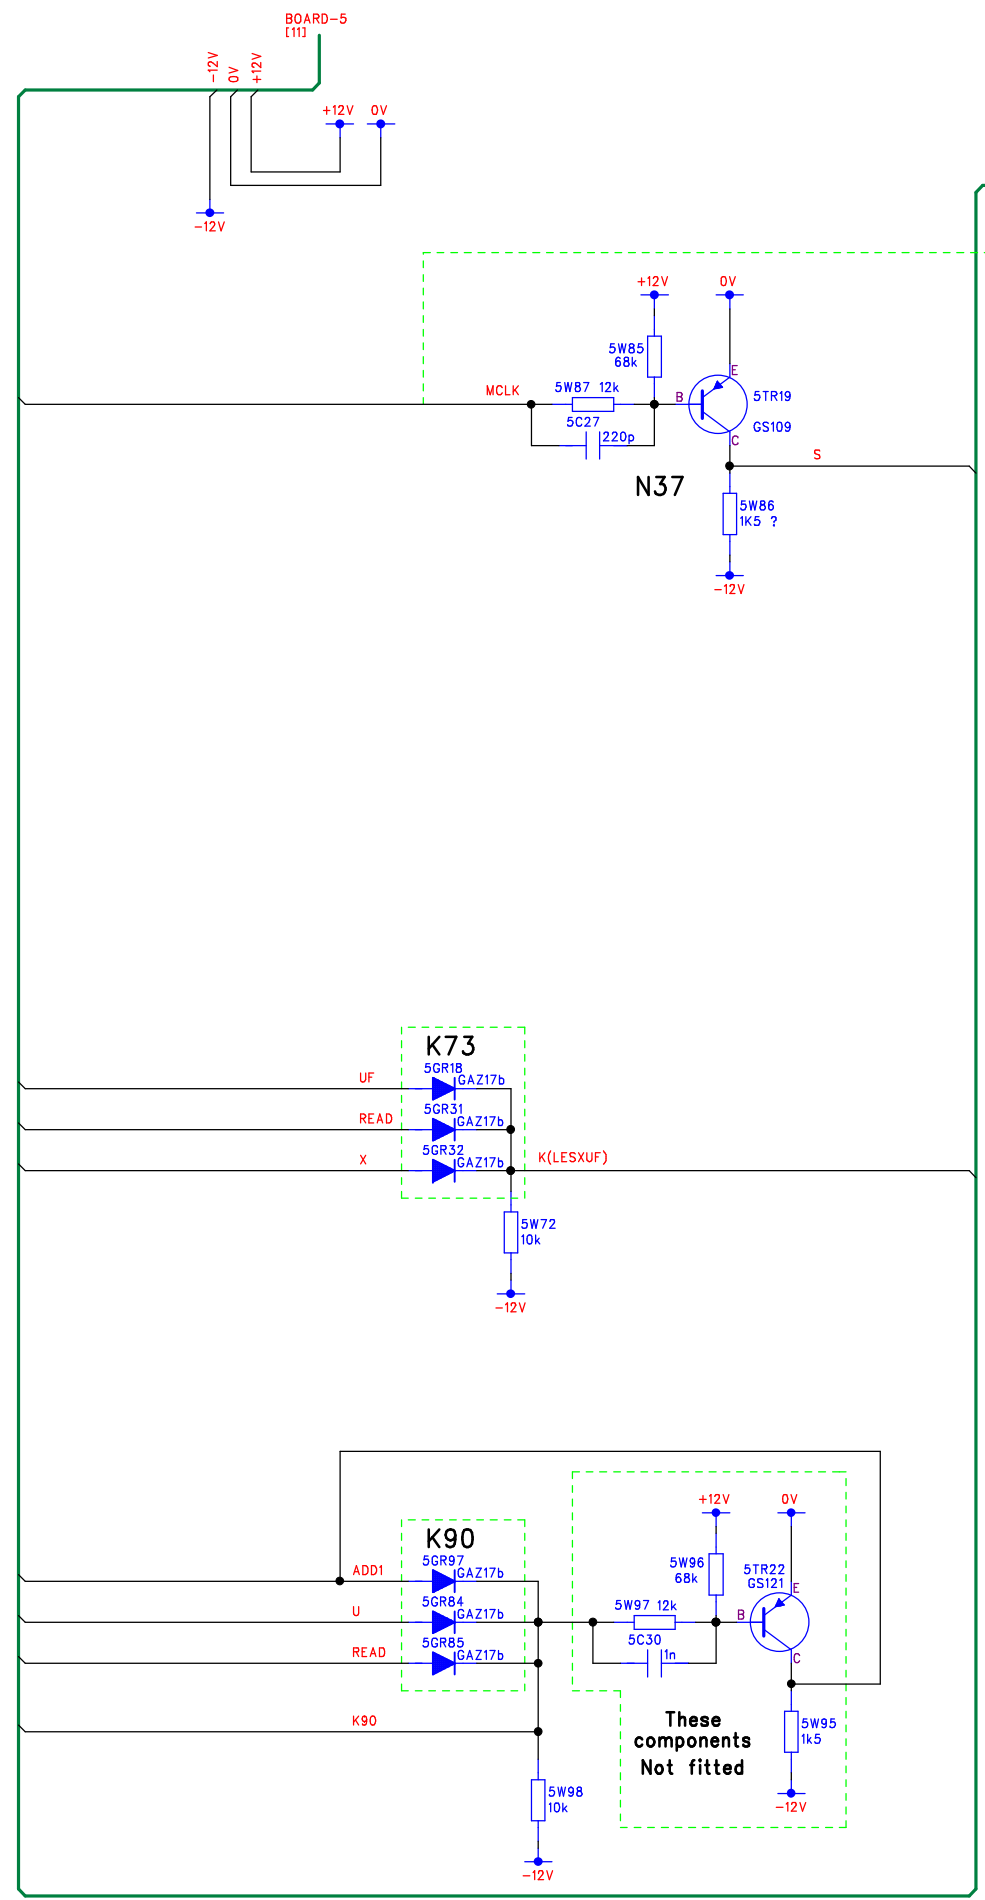 BOARD-5
[11]
-12V
0V
+12V
+12V
0V
-12V
+12V
0V
5W85
68k
E
MCLK
5W87 12k
B
5TR19
5C27
220p
GS109
C
S
N37
5W86
1K5 ?
-12V
K73
5GR18
UF
GAZ17b
5GR31
READ
GAZ17b
5GR32
X
GAZ17b
K(LESXUF)
5W72
10k
-12V
+12V
0V
K90
5GR97
ADD1
GAZ17b
5W96
68k
5TR22
GS121
E
5GR84
U
GAZ17b
5W97 12k
B
5GR85
READ
GAZ17b
5C30
1n
C
K90
These
components
Not fitted
5W95
1k5
5W98
10k
-12V
-12V